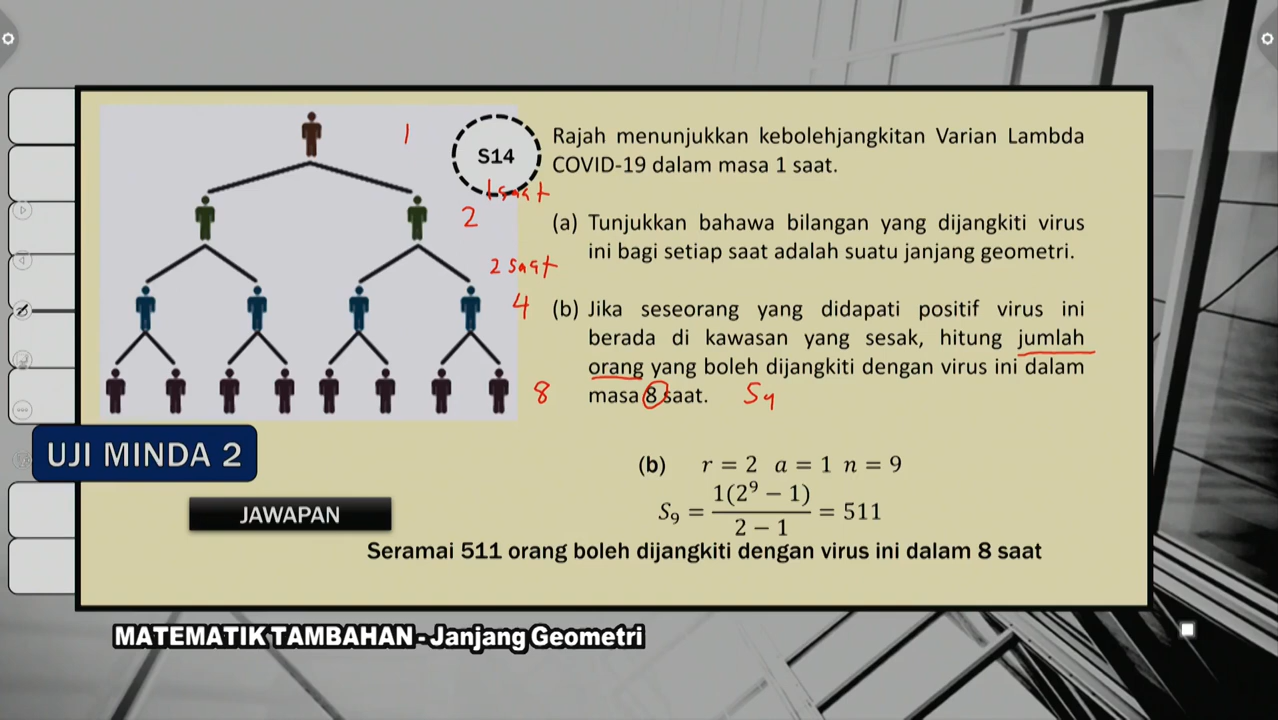 1
S14
Rajah menunjukkan kebolehjangkitan Varian Lambda
COVID-19 dalam masa 1 saat.
1 saat
2
(a) Tunjukkan bahawa bilangan yang dijangkiti virus
ini bagi setiap saat adalah suatu janjang geometri.
2 saat
4
(b) Jika seseorang yang didapati positif virus ini
berada di kawasan yang sesak, hitung jumlah
orang yang boleh dijangkiti dengan virus ini dalam
masa 8 saat. S9
8
UJI MINDA 2
(b) r = 2 a = 1 n = 9
S₉ = 1(2⁹ − 1) / 2 − 1 = 511
JAWAPAN
Seramai 511 orang boleh dijangkiti dengan virus ini dalam 8 saat
MATEMATIK TAMBAHAN - Janjang Geometri